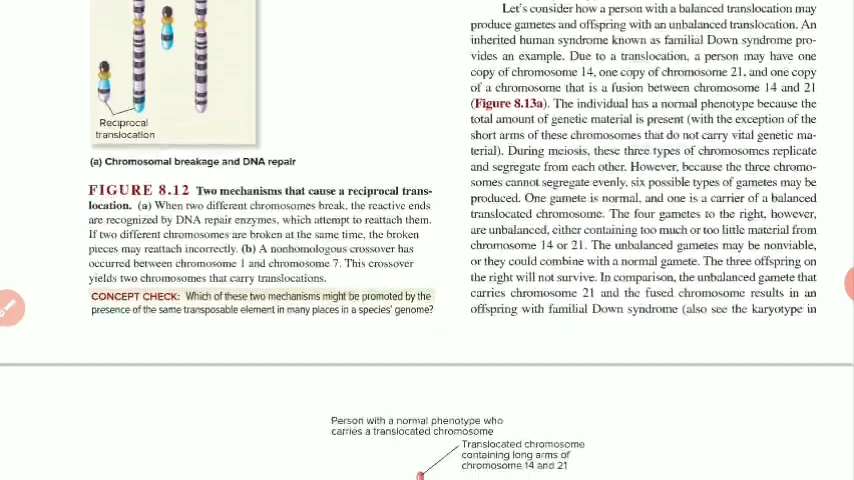 Reciprocal
translocation
(a) Chromosomal breakage and DNA repair
FIGURE 8.12 Two mechanisms that cause a reciprocal trans-
location. (a) When two different chromosomes break, the reactive ends
are recognized by DNA repair enzymes, which attempt to reattach them.
If two different chromosomes are broken at the same time, the broken
pieces may reattach incorrectly. (b) A nonhomologous crossover has
occurred between chromosome 1 and chromosome 7. This crossover
yields two chromosomes that carry translocations.
CONCEPT CHECK: Which of these two mechanisms might be promoted by the
presence of the same transposable element in many places in a species' genome?
Let's consider how a person with a balanced translocation may
produce gametes and offspring with an unbalanced translocation. An
inherited human syndrome known as familial Down syndrome pro-
vides an example. Due to a translocation, a person may have one
copy of chromosome 14, one copy of chromosome 21, and one copy
of a chromosome that is a fusion between chromosome 14 and 21
(Figure 8.13a). The individual has a normal phenotype because the
total amount of genetic material is present (with the exception of the
short arms of these chromosomes that do not carry vital genetic ma-
terial). During meiosis, these three types of chromosomes replicate
and segregate from each other. However, because the three chromo-
somes cannot segregate evenly, six possible types of gametes may be
produced. One gamete is normal, and one is a carrier of a balanced
translocated chromosome. The four gametes to the right, however,
are unbalanced, either containing too much or too little material from
chromosome 14 or 21. The unbalanced gametes may be nonviable,
or they could combine with a normal gamete. The three offspring on
the right will not survive. In comparison, the unbalanced gamete that
carries chromosome 21 and the fused chromosome results in an
offspring with familial Down syndrome (also see the karyotype in
Person with a normal phenotype who
carries a translocated chromosome
Translocated chromosome
containing long arms of
chromosome 14 and 21